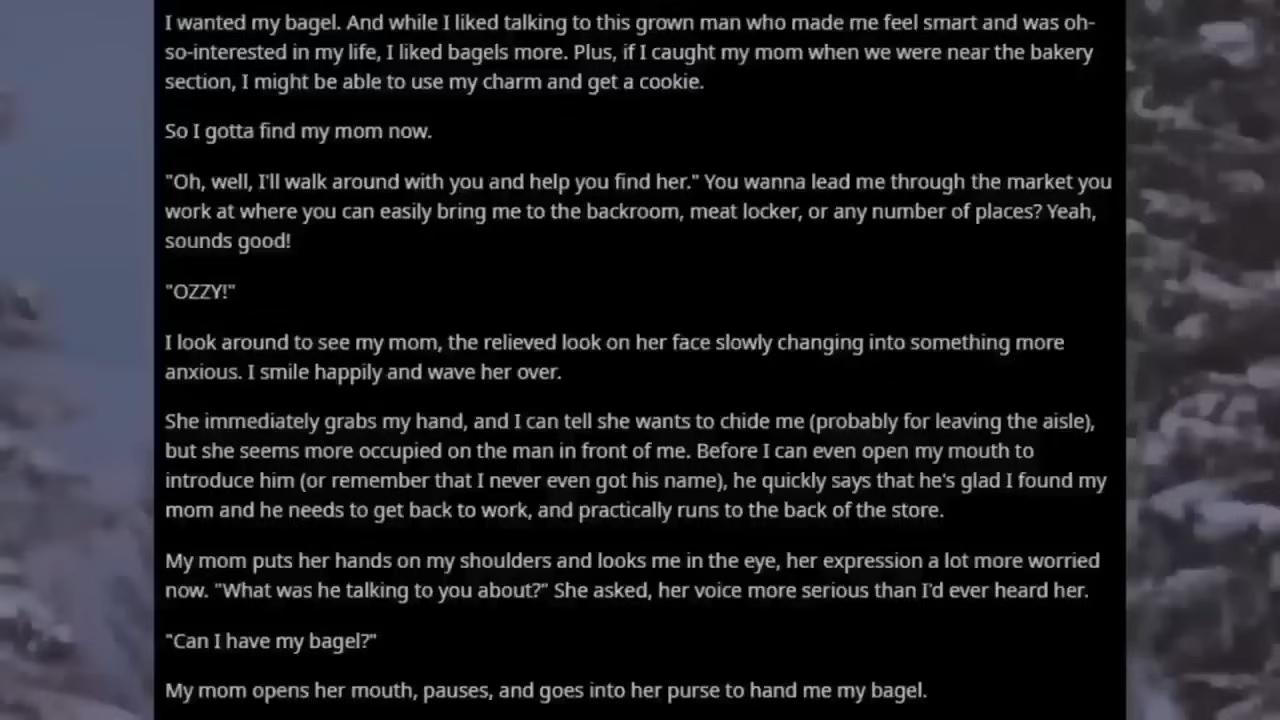 I wanted my bagel. And while I liked talking to this grown man who made me feel smart and was oh-
so-interested in my life, I liked bagels more. Plus, if I caught my mom when we were near the bakery
section, I might be able to use my charm and get a cookie.
So I gotta find my mom now.
"Oh, well, I'll walk around with you and help you find her." You wanna lead me through the market you
work at where you can easily bring me to the backroom, meat locker, or any number of places? Yeah,
sounds good!
"OZZY!"
I look around to see my mom, the relieved look on her face slowly changing into something more
anxious. I smile happily and wave her over.
She immediately grabs my hand, and I can tell she wants to chide me (probably for leaving the aisle),
but she seems more occupied on the man in front of me. Before I can even open my mouth to
introduce him (or remember that I never even got his name), he quickly says that he's glad I found my
mom and he needs to get back to work, and practically runs to the back of the store.
My mom puts her hands on my shoulders and looks me in the eye, her expression a lot more worried
now. "What was he talking to you about?" She asked, her voice more serious than I'd ever heard her.
"Can I have my bagel?"
My mom opens her mouth, pauses, and goes into her purse to hand me my bagel.